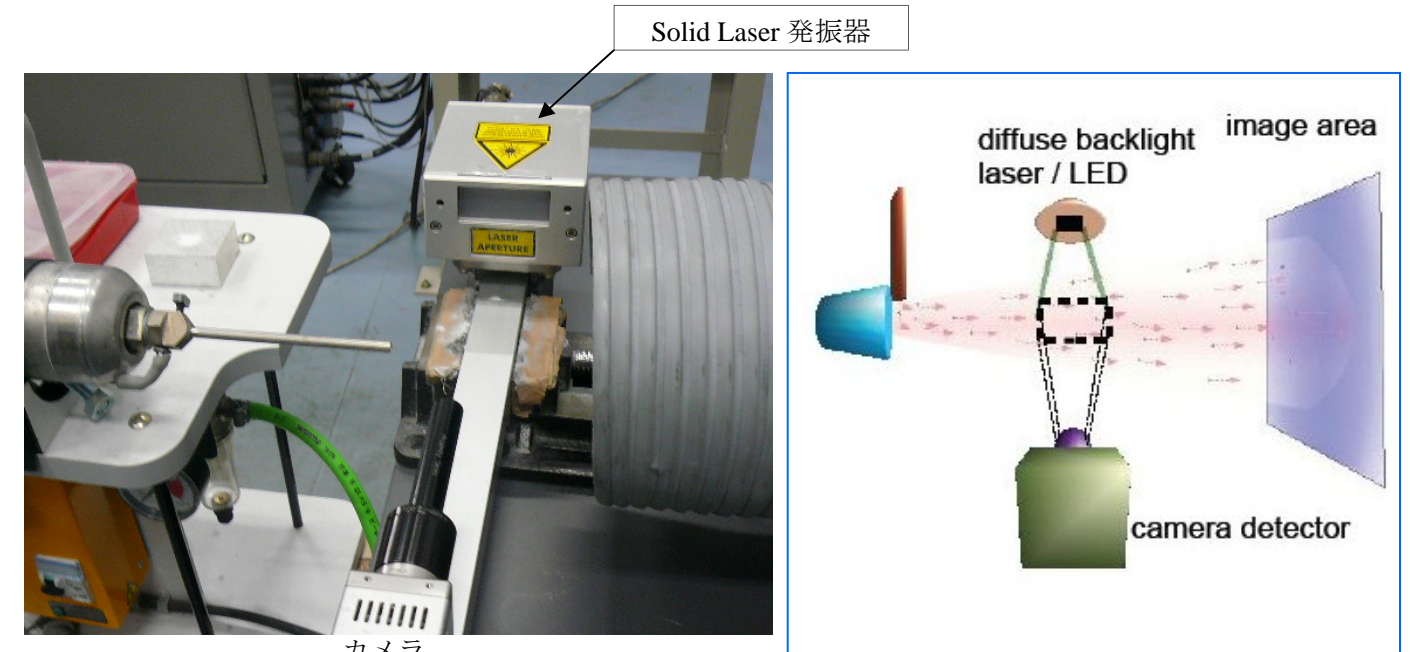 Solid Laser 発振器
LASER
APERTURE
カメラ
diffuse backlight
laser / LED
image area
camera detector